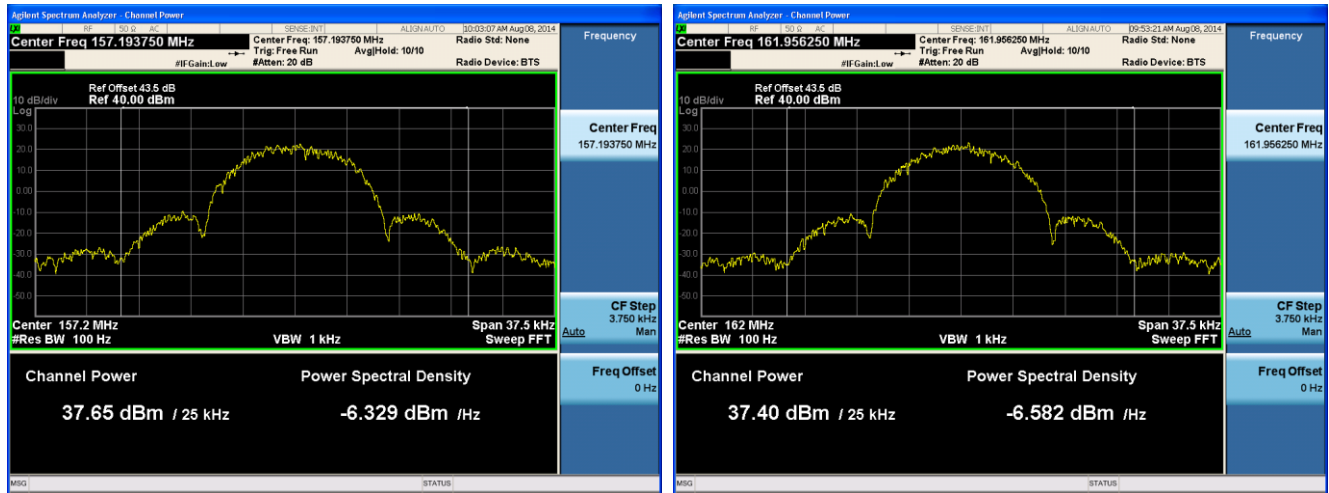 Agilent Spectrum Analyzer - Channel Power
RF 50 Ω AC SENSE:INT ALIGNAUTO 10:03:07 AM Aug 08, 2014
Center Freq 157.193750 MHz
Center Freq: 157.193750 MHz Radio Std: None
Trig: Free Run Avg|Hold: 10/10
#IFGain:Low #Atten: 20 dB Radio Device: BTS
Ref Offset 43.5 dB
10 dB/div Ref 40.00 dBm
Log
30.0
20.0
10.0
0.00
-10.0
-20.0
-30.0
-40.0
-50.0
Center 157.2 MHz Span 37.5 kHz
#Res BW 100 Hz VBW 1 kHz Sweep FFT
Channel Power Power Spectral Density
37.65 dBm / 25 kHz -6.329 dBm /Hz
MSG STATUS
Frequency
Center Freq
157.193750 MHz
CF Step
3.750 kHz
Auto Man
Freq Offset
0 Hz
Agilent Spectrum Analyzer - Channel Power
RF 50 Ω AC SENSE:INT ALIGNAUTO 09:53:21 AM Aug 08, 2014
Center Freq 161.956250 MHz
Center Freq: 161.956250 MHz Radio Std: None
Trig: Free Run Avg|Hold: 10/10
#IFGain:Low #Atten: 20 dB Radio Device: BTS
Ref Offset 43.5 dB
10 dB/div Ref 40.00 dBm
Log
30.0
20.0
10.0
0.00
-10.0
-20.0
-30.0
-40.0
-50.0
Center 162 MHz Span 37.5 kHz
#Res BW 100 Hz VBW 1 kHz Sweep FFT
Channel Power Power Spectral Density
37.40 dBm / 25 kHz -6.582 dBm /Hz
MSG STATUS
Frequency
Center Freq
161.956250 MHz
CF Step
3.750 kHz
Auto Man
Freq Offset
0 Hz